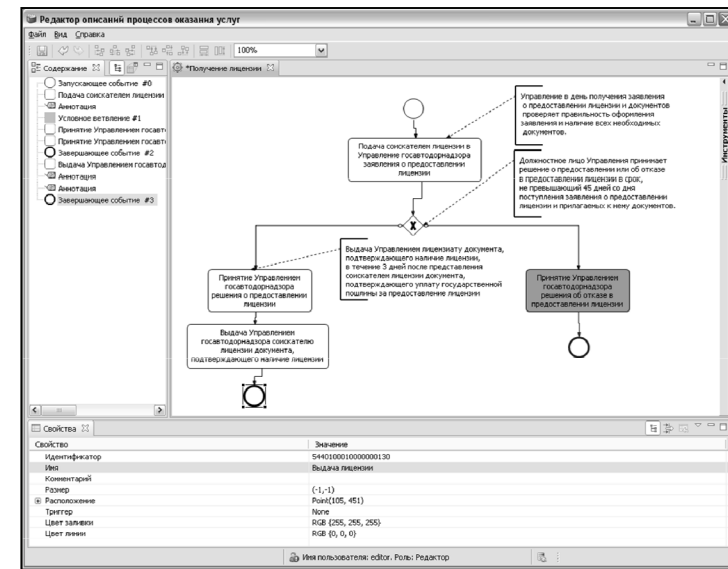 Редактор описаний процессов оказания услуг
Файл Вид Справка
100%
Содержание
*Получение лицензии
Запускающее событие #0
Подача соискателем лицензии
Аннотация
Условное ветвление #1
Принятие Управлением госавт
Принятие Управлением госавт
Завершающее событие #2
Выдача Управлением госавтод
Аннотация
Аннотация
Завершающее событие #3
Управление в день получения заявления
о предоставлении лицензии и документов
проверяет правильность оформления
заявления и наличие всех необходимых
документов.
Подача соискателем лицензии в
Управление госавтодорнадзора
заявления о предоставлении
лицензии
Должностное лицо Управления принимает
решение о предоставлении или об отказе
в предоставлении лицензии в срок,
не превышающий 45 дней со дня
поступления заявления о предоставлении
лицензии и прилагаемых к нему документов.
X
Выдача Управлением лицензиату документа,
подтверждающего наличие лицензии,
в течение 3 дней после представления
соискателем лицензии документа,
подтверждающего уплату государственной
пошлины за предоставление лицензии
Принятие Управлением
госавтодорнадзора
решения о предоставлении
лицензии
Принятие Управлением
госавтодорнадзора
решения об отказе в
предоставлении лицензии
Выдача Управлением
госавтодорнадзора соискателю
лицензии документа,
подтверждающего наличие лицензии
Инструменты
Свойства
Свойство Значение
Идентификатор 5440100010000000130
Имя Выдача лицензии
Комментарий
Размер (-1,-1)
Расположение Point(105, 451)
Триггер None
Цвет заливки RGB {255, 255, 255}
Цвет линии RGB {0, 0, 0}
Имя пользователя: editor. Роль: Редактор